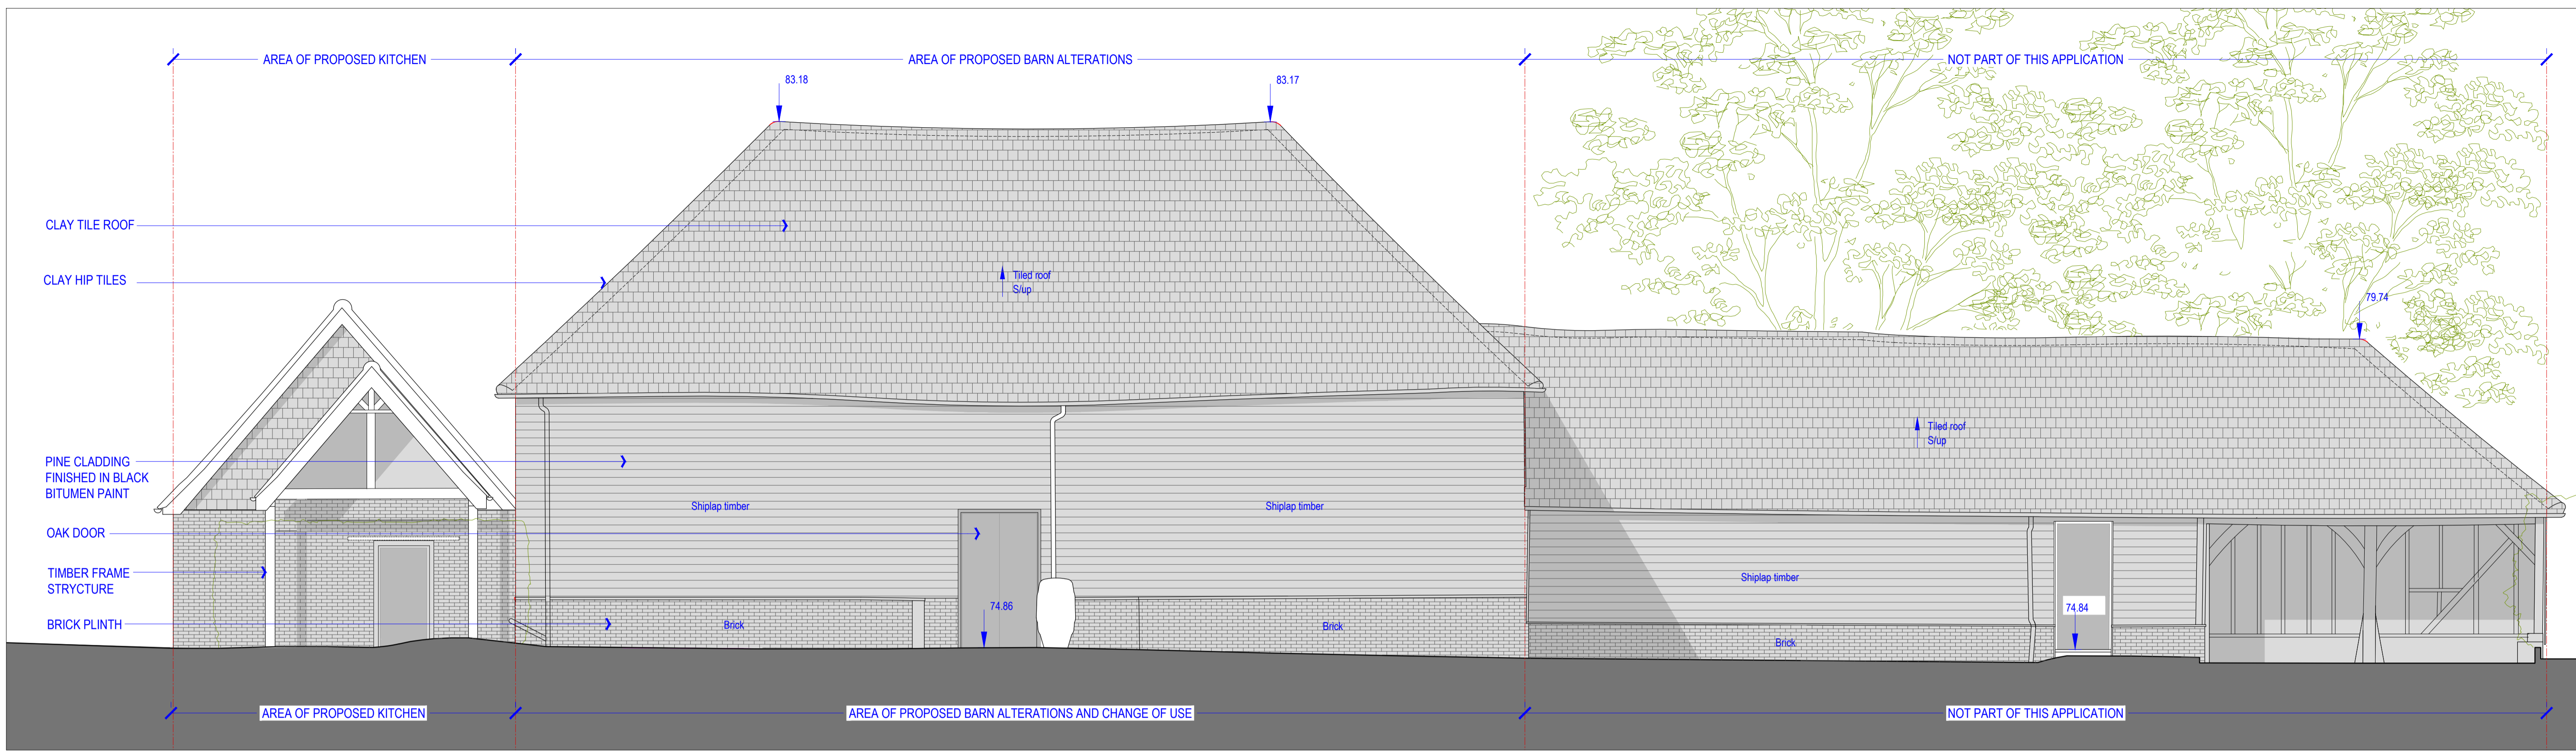 AREA OF PROPOSED KITCHEN
AREA OF PROPOSED BARN ALTERATIONS
NOT PART OF THIS APPLICATION
83.18
83.17
CLAY TILE ROOF
CLAY HIP TILES
Tiled roof
S/up
79.74
Tiled roof
S/up
PINE CLADDING
FINISHED IN BLACK
BITUMEN PAINT
Shiplap timber
Shiplap timber
OAK DOOR
TIMBER FRAME
STRYCTURE
Shiplap timber
74.86
74.84
BRICK PLINTH
Brick
Brick
Brick
AREA OF PROPOSED KITCHEN
AREA OF PROPOSED BARN ALTERATIONS AND CHANGE OF USE
NOT PART OF THIS APPLICATION